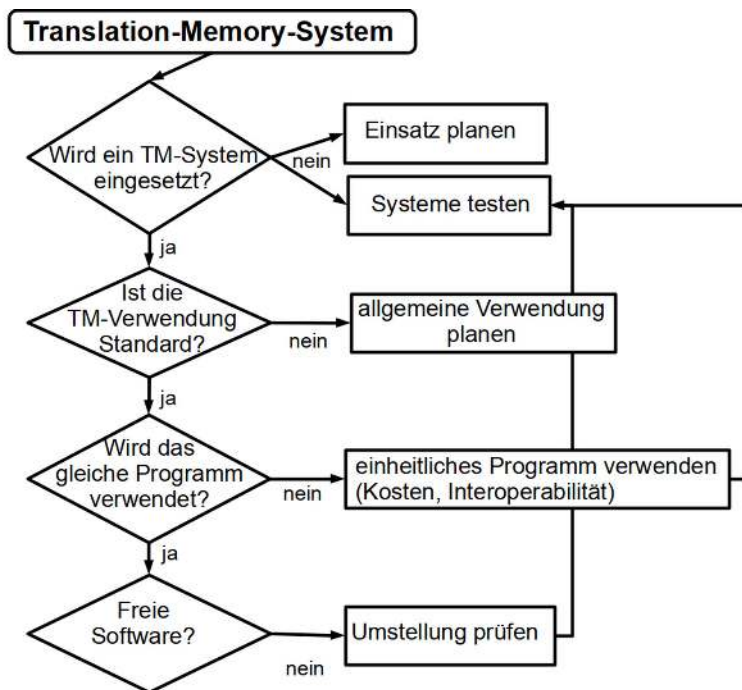 Translation-Memory-System
Wird ein TM-System
eingesetzt?
nein
Einsatz planen
Systeme testen
ja
Ist die
TM-Verwendung
Standard?
nein
allgemeine Verwendung
planen
ja
Wird das
gleiche Programm
verwendet?
nein
einheitliches Programm verwenden
(Kosten, Interoperabilität)
ja
Freie
Software?
nein
Umstellung prüfen